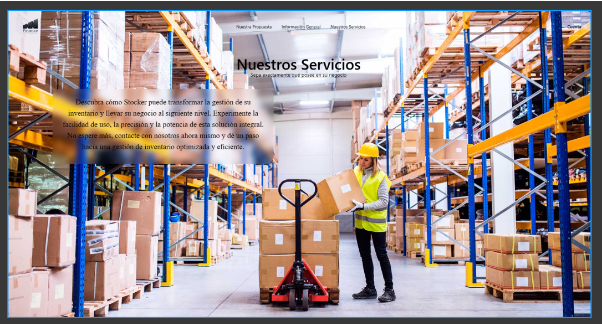 Nuestra Propuesta Información General Nuestros Servicios Cuenta
Nuestros Servicios
Sepa exactamente qué posee en su negocio
Descubra cómo Stocker puede transformar la gestión de su
inventario y llevar su negocio al siguiente nivel. Experimente la
facilidad de uso, la precisión y la potencia de esta solución integral.
No espere más, contacte con nosotros ahora mismo y dé un paso
hacia una gestión de inventario optimizada y eficiente.